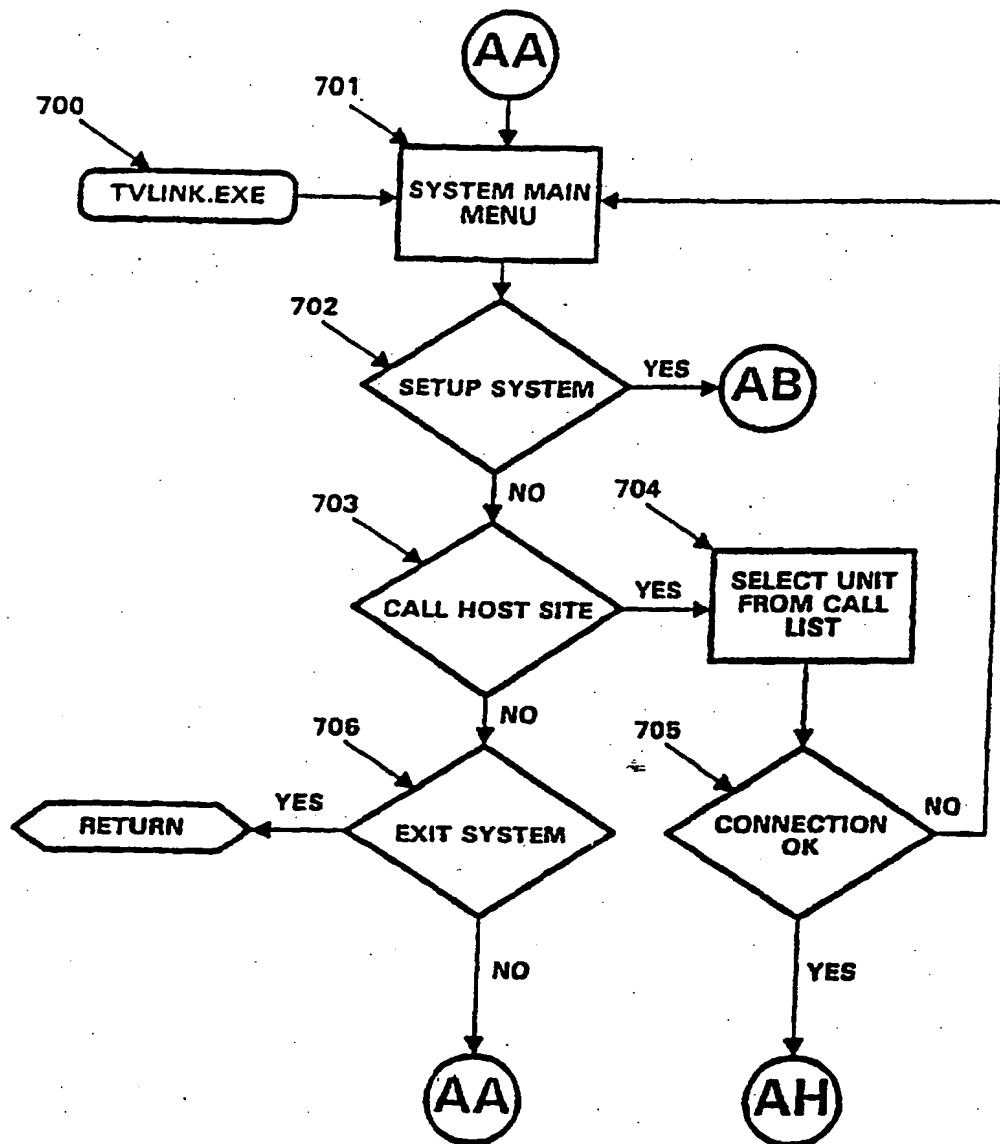 AA
701
700
TVLINK.EXE
SYSTEM MAIN
MENU
702
SETUP SYSTEM
YES
AB
NO
703
704
CALL HOST SITE
YES
SELECT UNIT
FROM CALL
LIST
NO
706
705
YES
RETURN
EXIT SYSTEM
CONNECTION
OK
NO
NO
YES
AA
AH